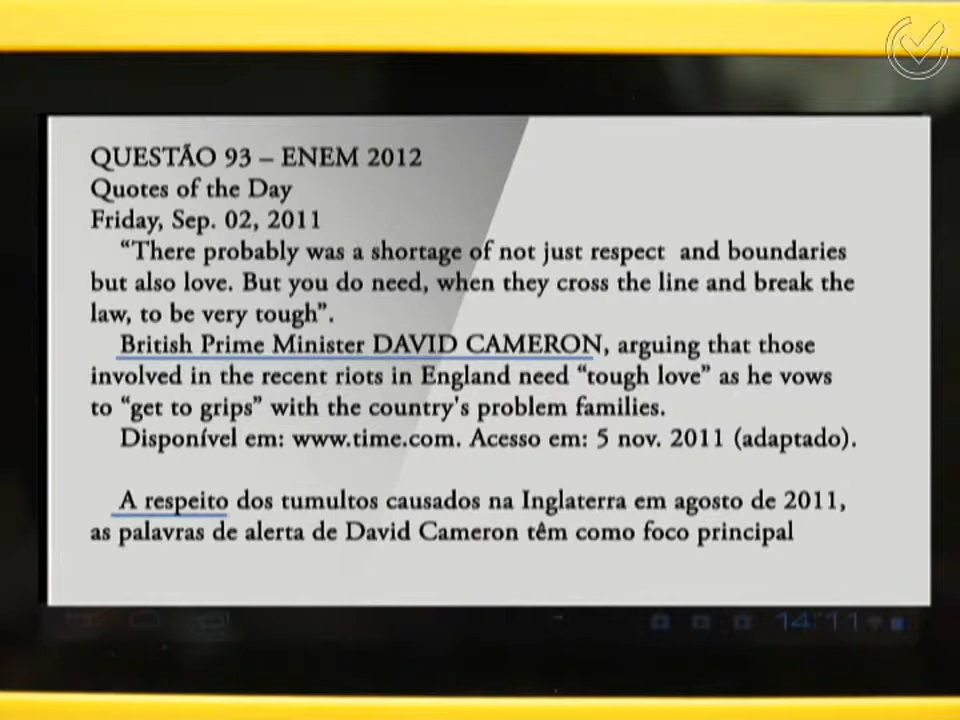 QUESTÃO 93 – ENEM 2012
Quotes of the Day
Friday, Sep. 02, 2011
“There probably was a shortage of not just respect and boundaries
but also love. But you do need, when they cross the line and break the
law, to be very tough”.
British Prime Minister DAVID CAMERON, arguing that those
involved in the recent riots in England need “tough love” as he vows
to “get to grips” with the country's problem families.
Disponível em: www.time.com. Acesso em: 5 nov. 2011 (adaptado).
A respeito dos tumultos causados na Inglaterra em agosto de 2011,
as palavras de alerta de David Cameron têm como foco principal
14:11